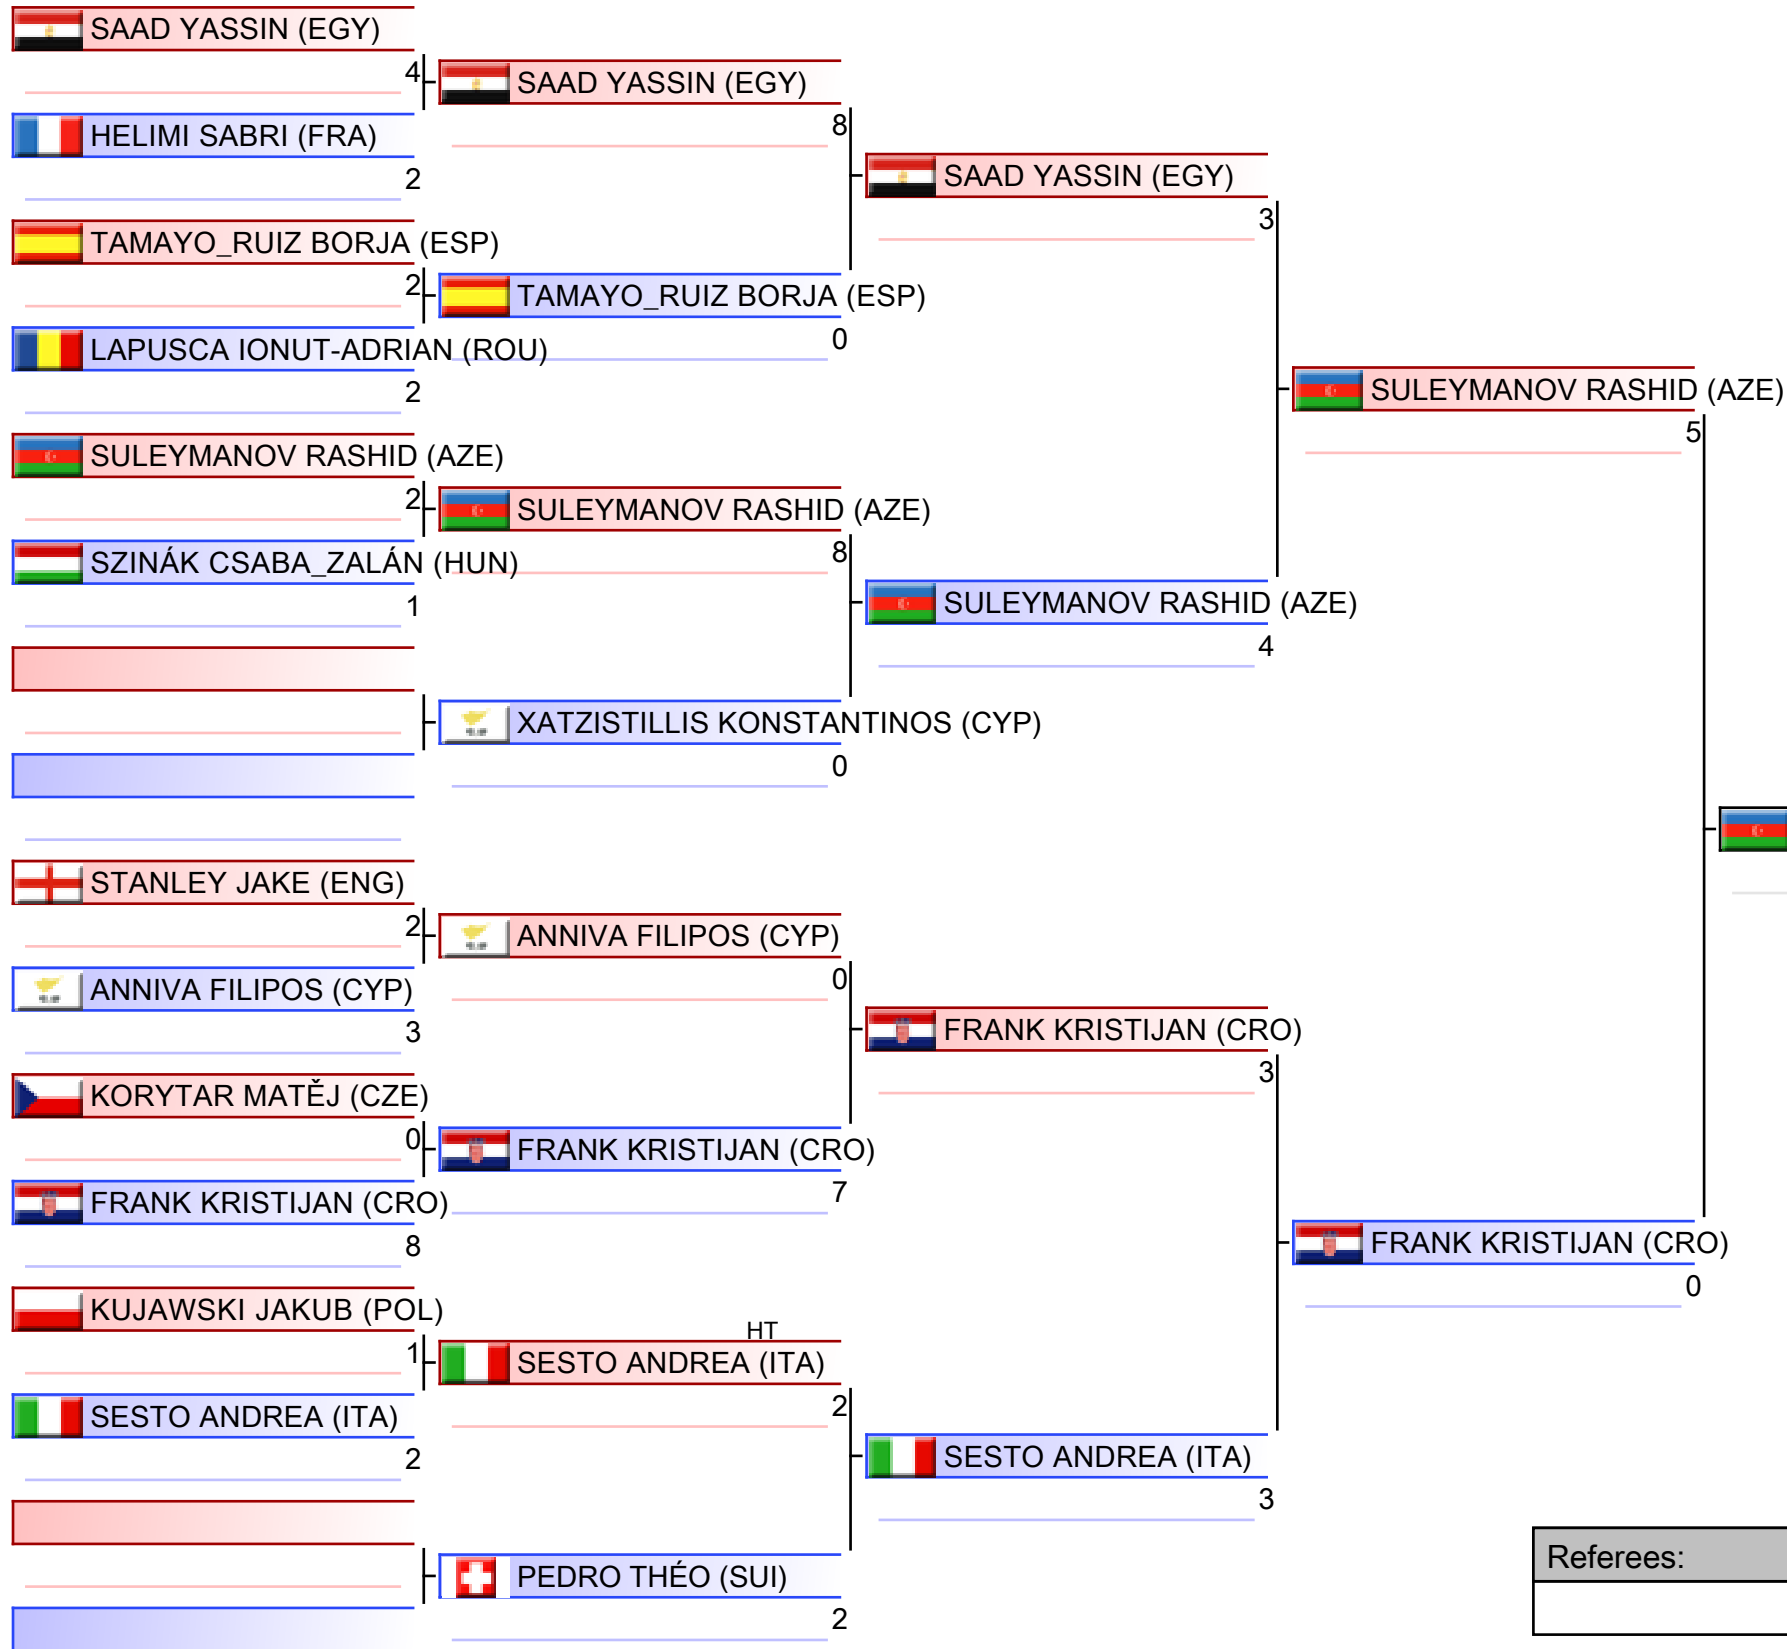 SAAD YASSIN (EGY)
4
HELIMI SABRI (FRA)
2
TAMAYO_RUIZ BORJA (ESP)
2
LAPUSCA IONUT-ADRIAN (ROU)
2
SULEYMANOV RASHID (AZE)
2
SZINÁK CSABA_ZALÁN (HUN)
1
STANLEY JAKE (ENG)
2
ANNIVA FILIPOS (CYP)
3
KORYTAR MATĚJ (CZE)
0
FRANK KRISTIJAN (CRO)
8
KUJAWSKI JAKUB (POL)
1
SESTO ANDREA (ITA)
2
SAAD YASSIN (EGY)
8
TAMAYO_RUIZ BORJA (ESP)
0
SULEYMANOV RASHID (AZE)
8
XATZISTILLIS KONSTANTINOS (CYP)
0
ANNIVA FILIPOS (CYP)
0
FRANK KRISTIJAN (CRO)
7
HT
SESTO ANDREA (ITA)
2
PEDRO THÉO (SUI)
2
SAAD YASSIN (EGY)
3
SULEYMANOV RASHID (AZE)
4
FRANK KRISTIJAN (CRO)
3
SESTO ANDREA (ITA)
3
SULEYMANOV RASHID (AZE)
5
FRANK KRISTIJAN (CRO)
0
Referees: